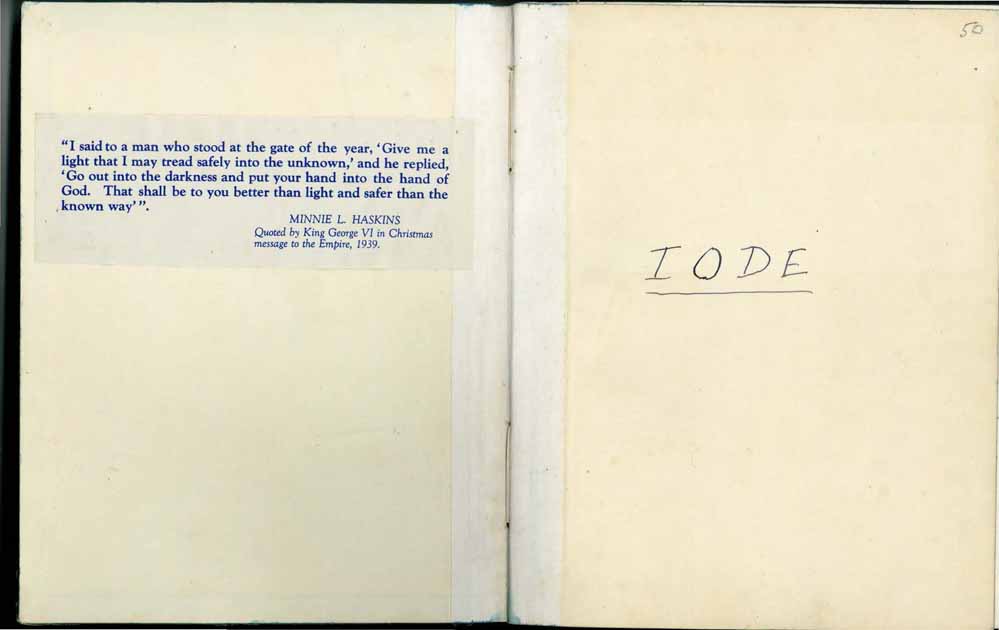 “I said to a man who stood at the gate of the year, ‘Give me a
light that I may tread safely into the unknown,’ and he replied,
‘Go out into the darkness and put your hand into the hand of
God. That shall be to you better than light and safer than the
known way’”.
MINNIE L. HASKINS
Quoted by King George VI in Christmas
message to the Empire, 1939.
50
IODE